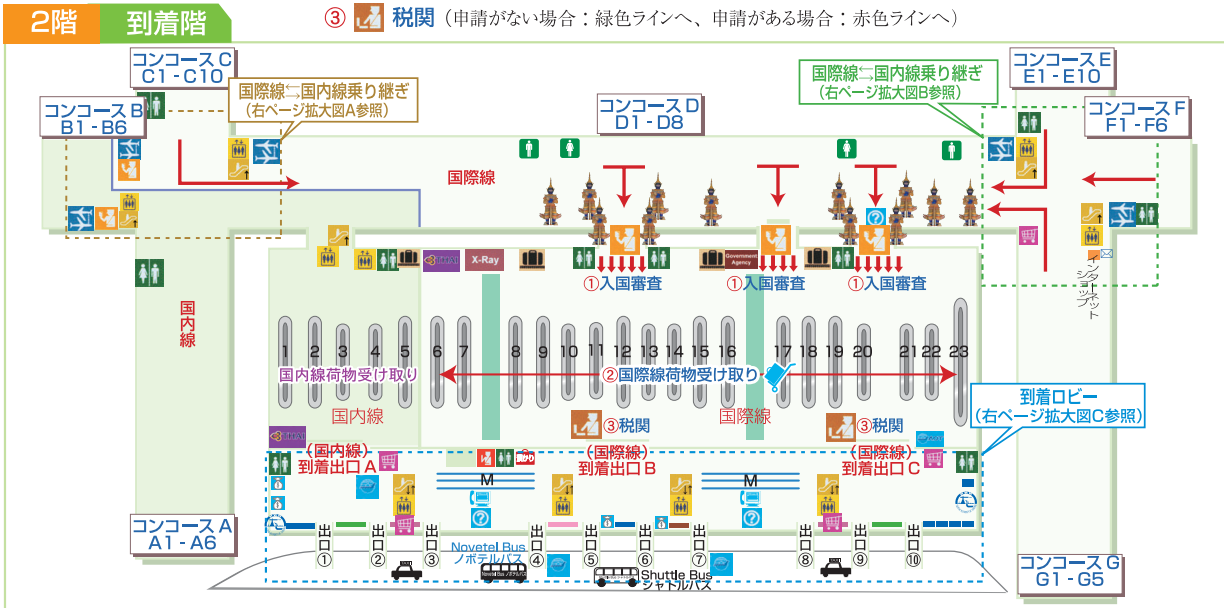 2階 到着階
③ 税関（申請がない場合：緑色ラインへ、申請がある場合：赤色ラインへ）
コンコース C
C1 - C10
コンコース B
B1 - B6
国際線⇆国内線乗り継ぎ
（右ページ拡大図A参照）
コンコース D
D1 - D8
国際線⇆国内線乗り継ぎ
（右ページ拡大図B参照）
コンコース E
E1 - E10
コンコース F
F1 - F6
国際線
?
THAI
X-Ray
Government
Agency
①入国審査
①入国審査
①入国審査
インターネット
ショップ
国内線
1 2 3 4 5 6 7 8 9 10 11 12 13 14 15 16 17 18 19 20 21 22 23
国内線荷物受け取り
②国際線荷物受け取り
国内線
国際線
到着ロビー
（右ページ拡大図C参照）
③税関
③税関
THAI
（国内線）
到着出口 A
（国際線）
到着出口 B
（国際線）
到着出口 C
M
M
?
?
コンコース A
A1 - A6
出口①
出口②
出口③
出口④
出口⑤
出口⑥
出口⑦
出口⑧
出口⑨
出口⑩
Novetel Bus
ノボテルバス
Novotel Bus ノボテルバス
Shuttle Bus
シャトルバス
コンコース G
G1 - G5